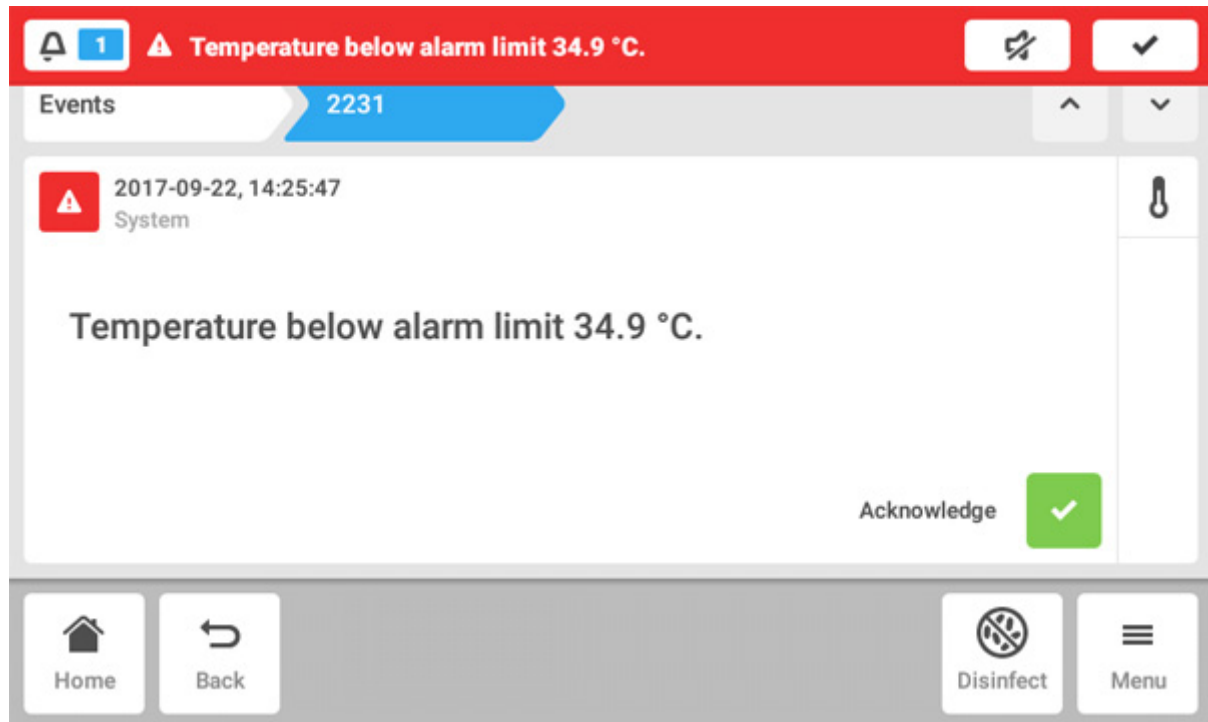 1
Temperature below alarm limit 34.9 °C.
Events
2231
2017-09-22, 14:25:47
System
Temperature below alarm limit 34.9 °C.
Acknowledge
Home
Back
Disinfect
Menu